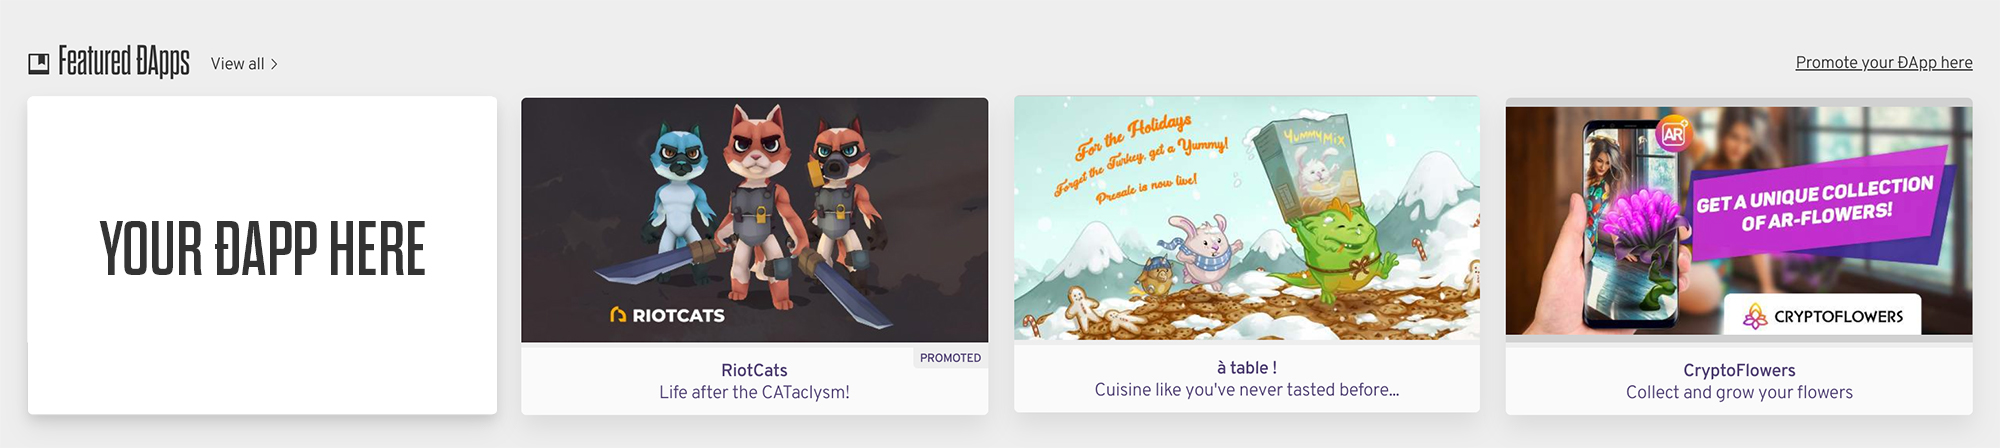 Featured ĐApps
View all >
Promote your ĐApp here
YOUR ĐAPP HERE
RIOTCATS
PROMOTED
RiotCats
Life after the CATaclysm!
For the Holidays
Forget the Turkey, get a Yummy!
Presale is now live!
YUMMYMIX
à table !
Cuisine like you've never tasted before...
AR
GET A UNIQUE COLLECTION
OF AR-FLOWERS!
CRYPTOFLOWERS
CryptoFlowers
Collect and grow your flowers